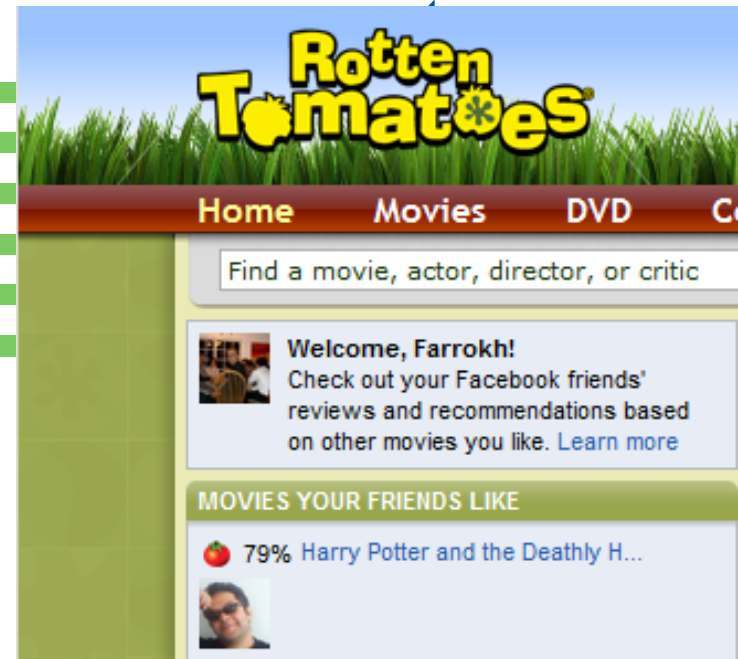 Rotten
Tomatoes
Home Movies DVD
Find a movie, actor, director, or critic
Welcome, Farrokh!
Check out your Facebook friends'
reviews and recommendations based
on other movies you like. Learn more
MOVIES YOUR FRIENDS LIKE
79% Harry Potter and the Deathly H...